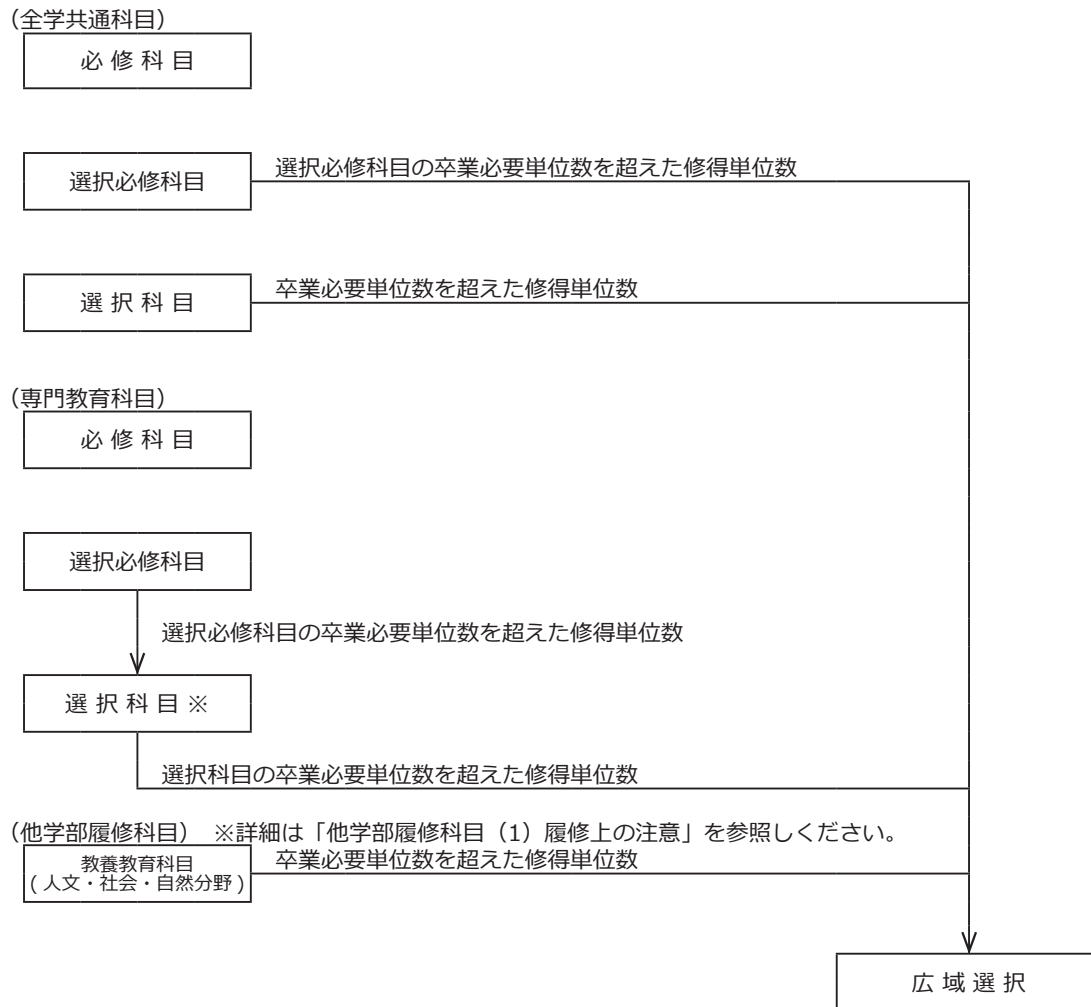 （全学共通科目）
必 修 科 目
選択必修科目
選択必修科目の卒業必要単位数を超えた修得単位数
選 択 科 目
卒業必要単位数を超えた修得単位数
（専門教育科目）
必 修 科 目
選択必修科目
選択必修科目の卒業必要単位数を超えた修得単位数
選 択 科 目 ※
選択科目の卒業必要単位数を超えた修得単位数
（他学部履修科目） ※詳細は「他学部履修科目（1）履修上の注意」を参照しください。
教養教育科目
( 人文・社会・自然分野 )
卒業必要単位数を超えた修得単位数
広 域 選 択